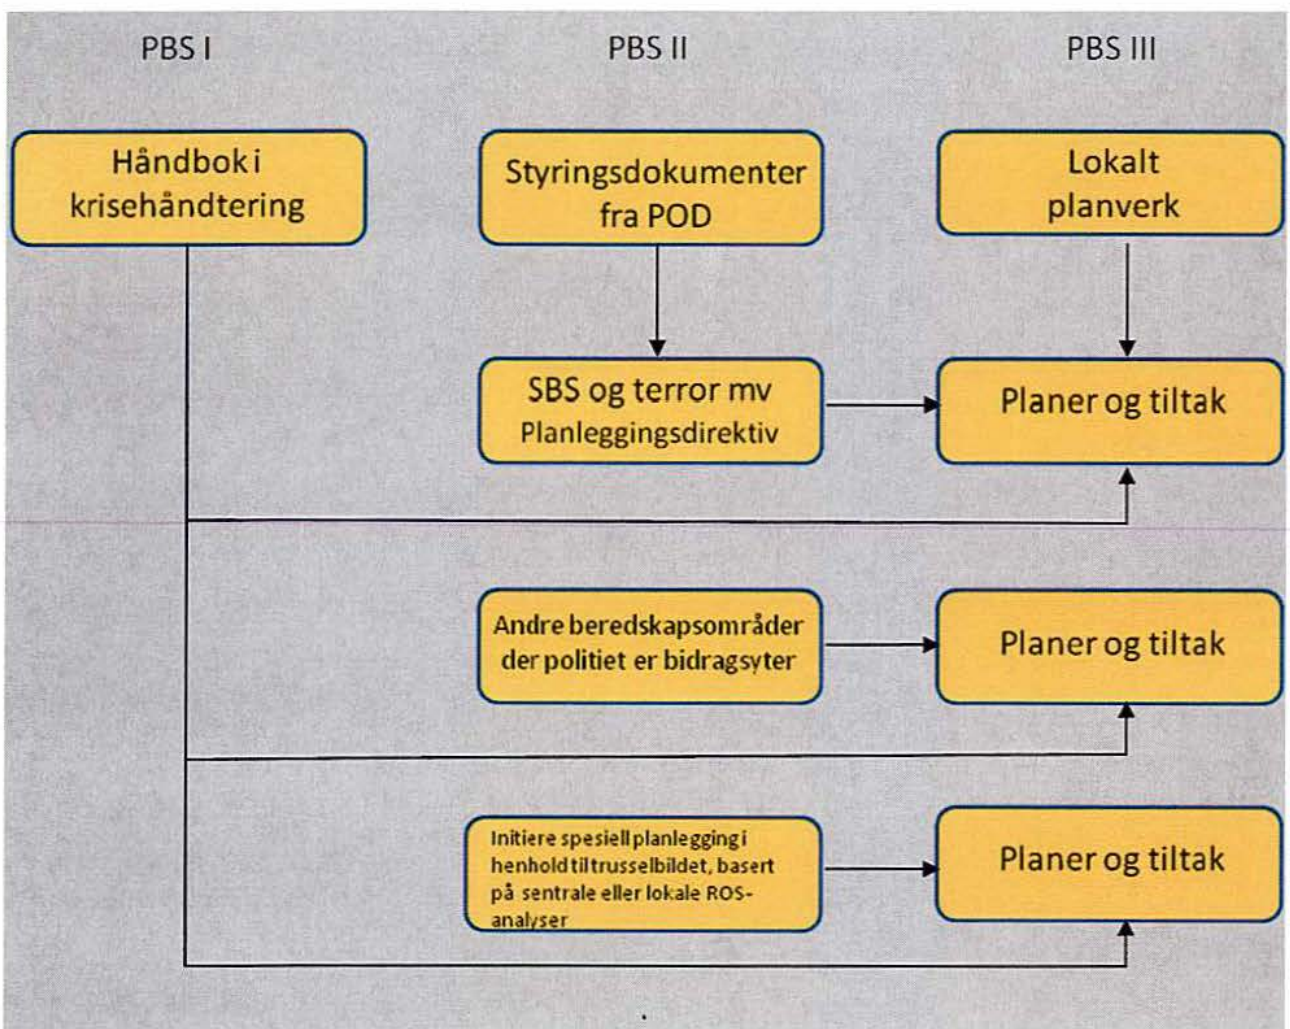 PBS I
PBS II
PBS III
Håndbok i
krisehåndtering
Styringsdokumenter
fra POD
Lokalt
planverk
SBS og terror mv
Planleggingsdirektiv
Planer og tiltak
Andre beredskapsområder
der politiet er bidragsyter
Planer og tiltak
Initiere spesiell planlegging i
henhold til trusselbildet, basert
på sentrale eller lokale ROS-
analyser
Planer og tiltak